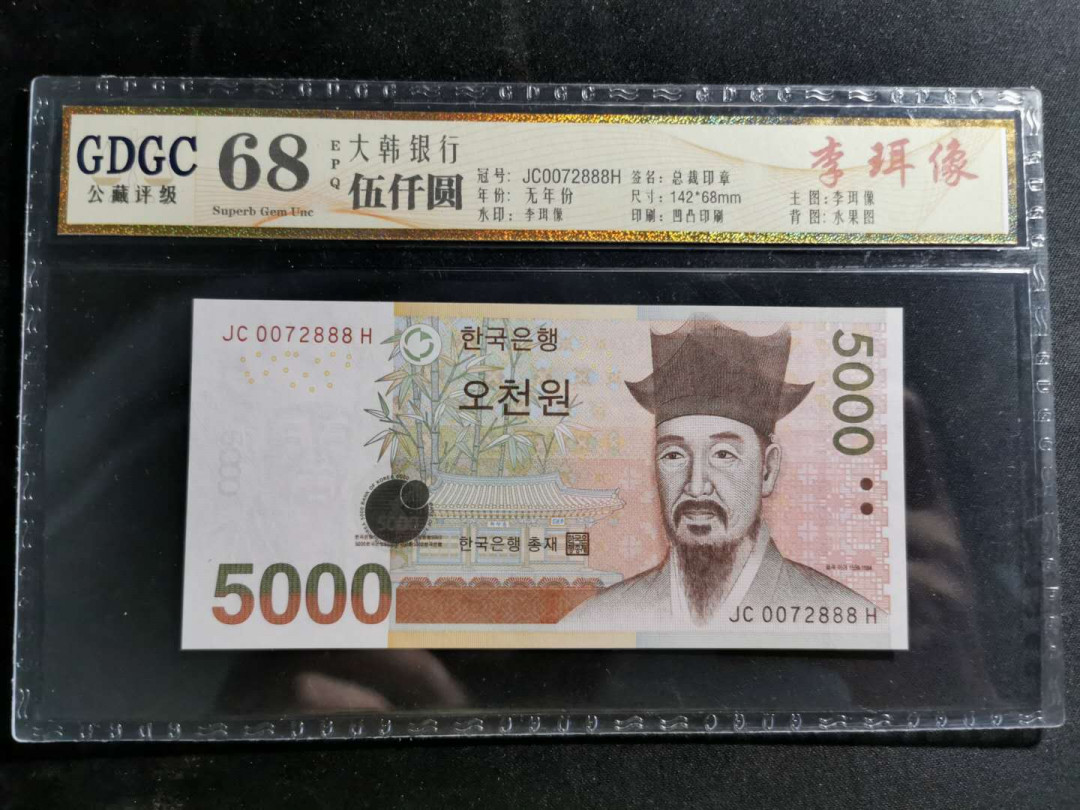 GDGC
公藏评级
68
Superb Gem Unc
EPQ
大韩银行
伍仟圆
冠号: JC0072888H
年份: 无年份
水印: 李珥像
签名: 总裁印章
尺寸: 142*68mm
印刷: 凹凸印刷
李珥像
主图: 李珥像
背图: 水果图
JC 0072888 H
한국은행
오천원
5000
5000
한국은행 총재
5000
JC 0072888 H